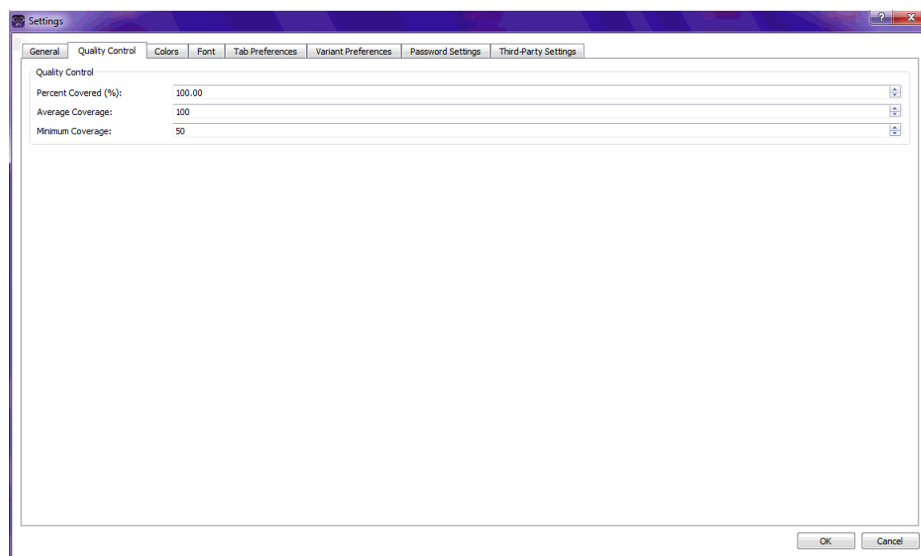 Settings
General Quality Control Colors Font Tab Preferences Variant Preferences Password Settings Third-Party Settings
Quality Control
Percent Covered (%): 100.00
Average Coverage: 100
Minimum Coverage: 50
OK Cancel